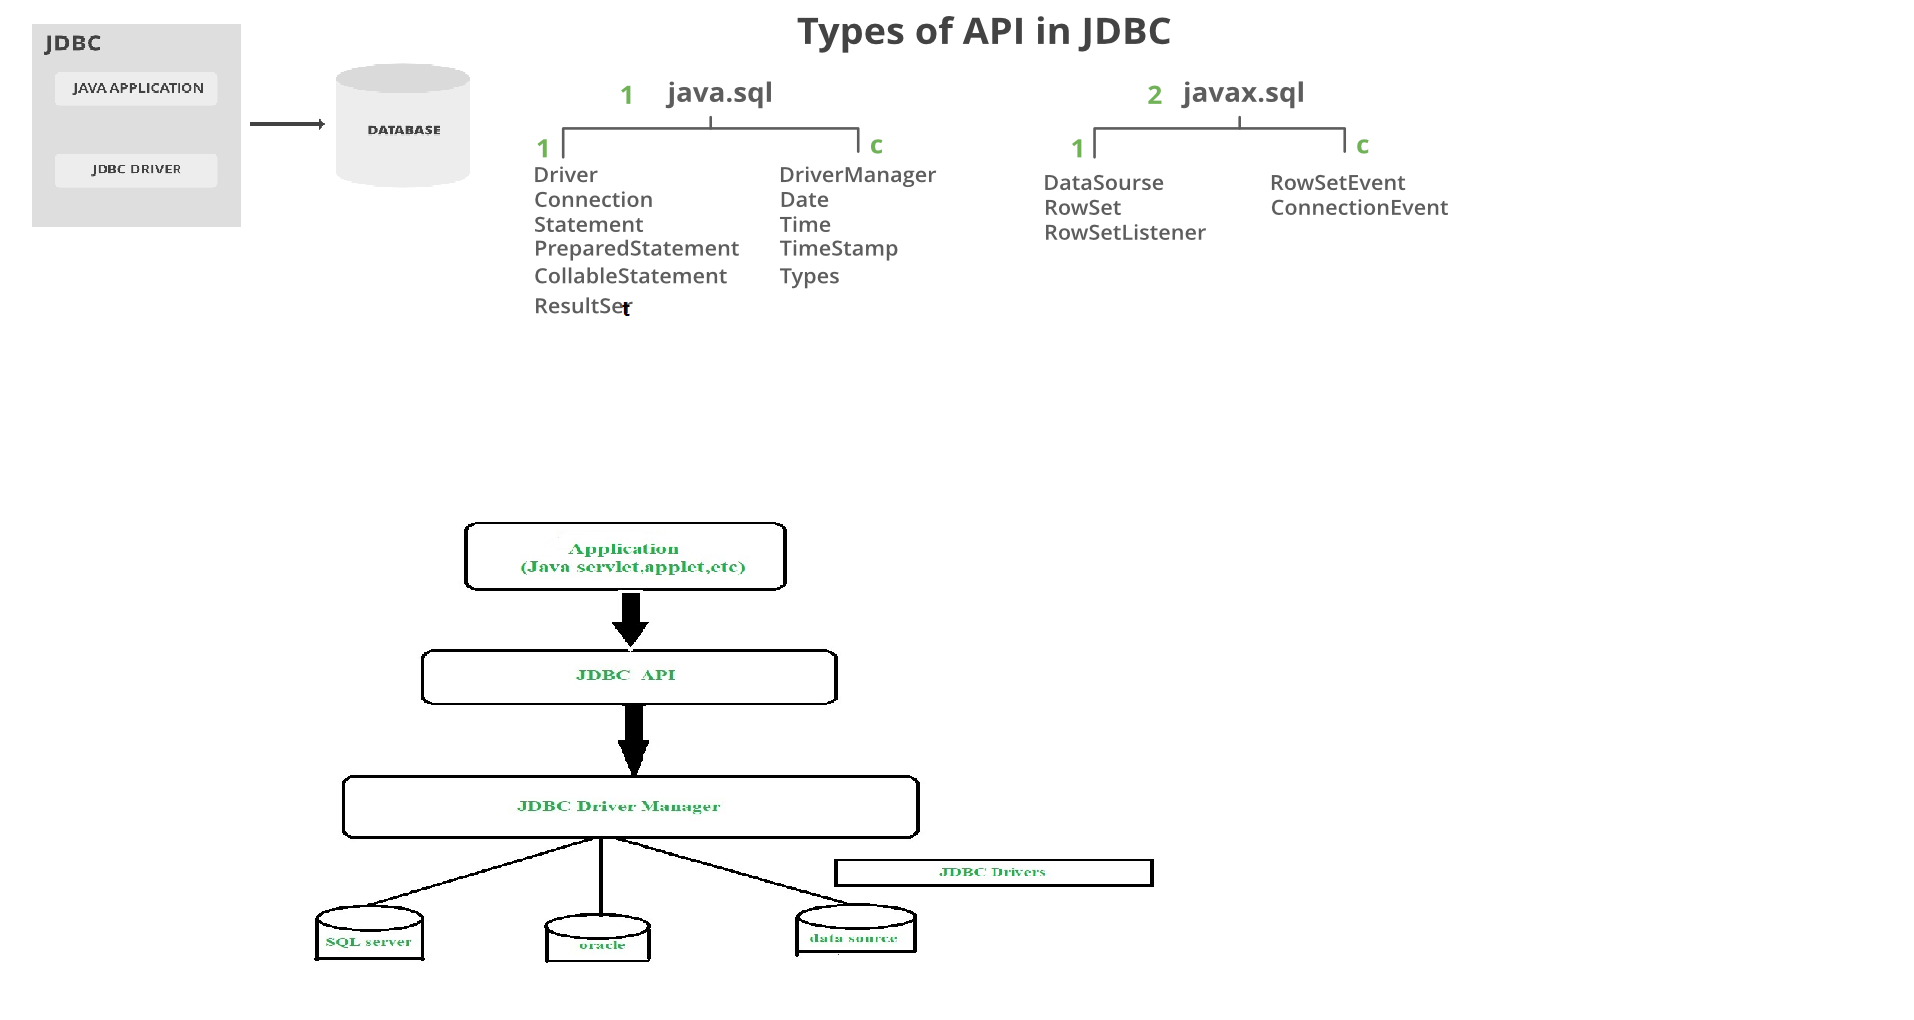 JDBC
JAVA APPLICATION
JDBC DRIVER
DATABASE
Types of API in JDBC
1 java.sql
1
Driver
Connection
Statement
PreparedStatement
CollableStatement
ResultSet
c
DriverManager
Date
Time
TimeStamp
Types
2 javax.sql
1
DataSourse
RowSet
RowSetListener
c
RowSetEvent
ConnectionEvent
Application
(Java servlet,applet,etc)
JDBC API
JDBC Driver Manager
JDBC Drivers
SQL server
oracle
data source